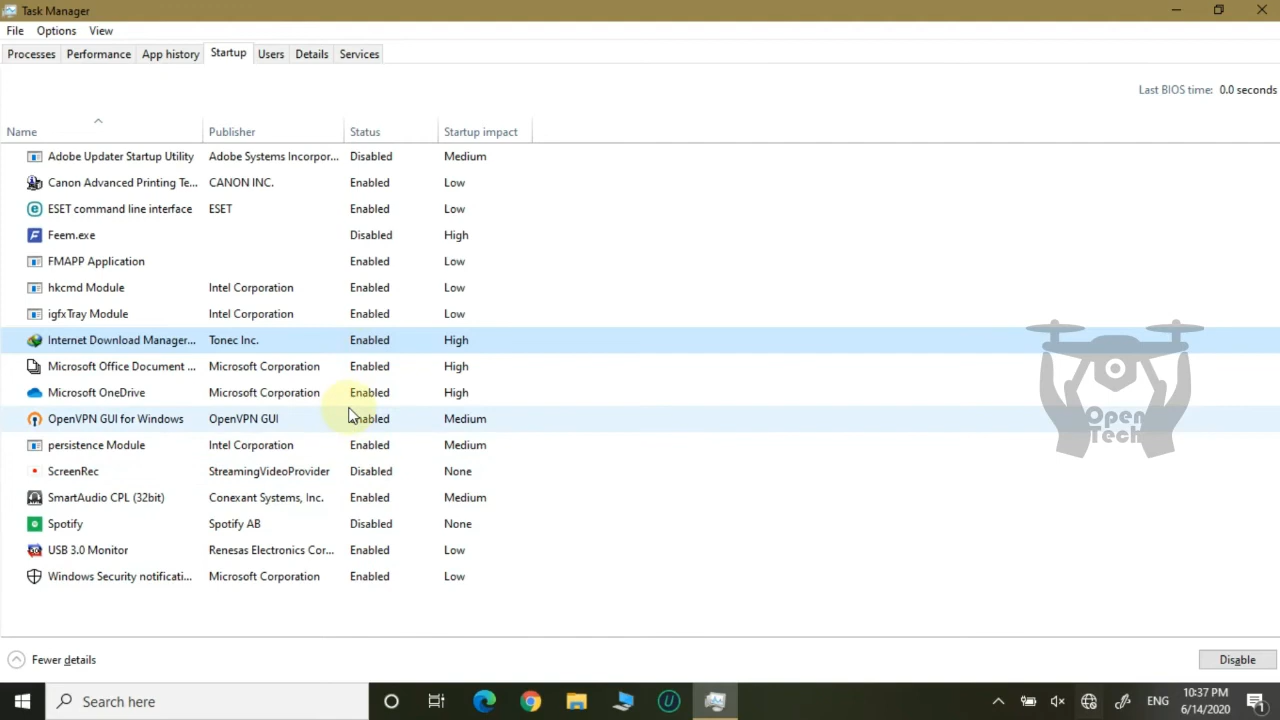 Task Manager
File Options View
Processes Performance App history Startup Users Details Services
Last BIOS time: 0.0 seconds
Name Publisher Status Startup impact
Adobe Updater Startup Utility Adobe Systems Incorpor... Disabled Medium
Canon Advanced Printing Te... CANON INC. Enabled Low
ESET command line interface ESET Enabled Low
Feem.exe Disabled High
FMAPP Application Enabled Low
hkcmd Module Intel Corporation Enabled Low
igfxTray Module Intel Corporation Enabled Low
Internet Download Manager... Tonec Inc. Enabled High
Microsoft Office Document ... Microsoft Corporation Enabled High
Microsoft OneDrive Microsoft Corporation Enabled High
OpenVPN GUI for Windows OpenVPN GUI Enabled Medium
persistence Module Intel Corporation Enabled Medium
ScreenRec StreamingVideoProvider Disabled None
SmartAudio CPL (32bit) Conexant Systems, Inc. Enabled Medium
Spotify Spotify AB Disabled None
USB 3.0 Monitor Renesas Electronics Cor... Enabled Low
Windows Security notificati... Microsoft Corporation Enabled Low
Open
Tech
Fewer details Disable
Search here ENG 10:37 PM
6/14/2020 1